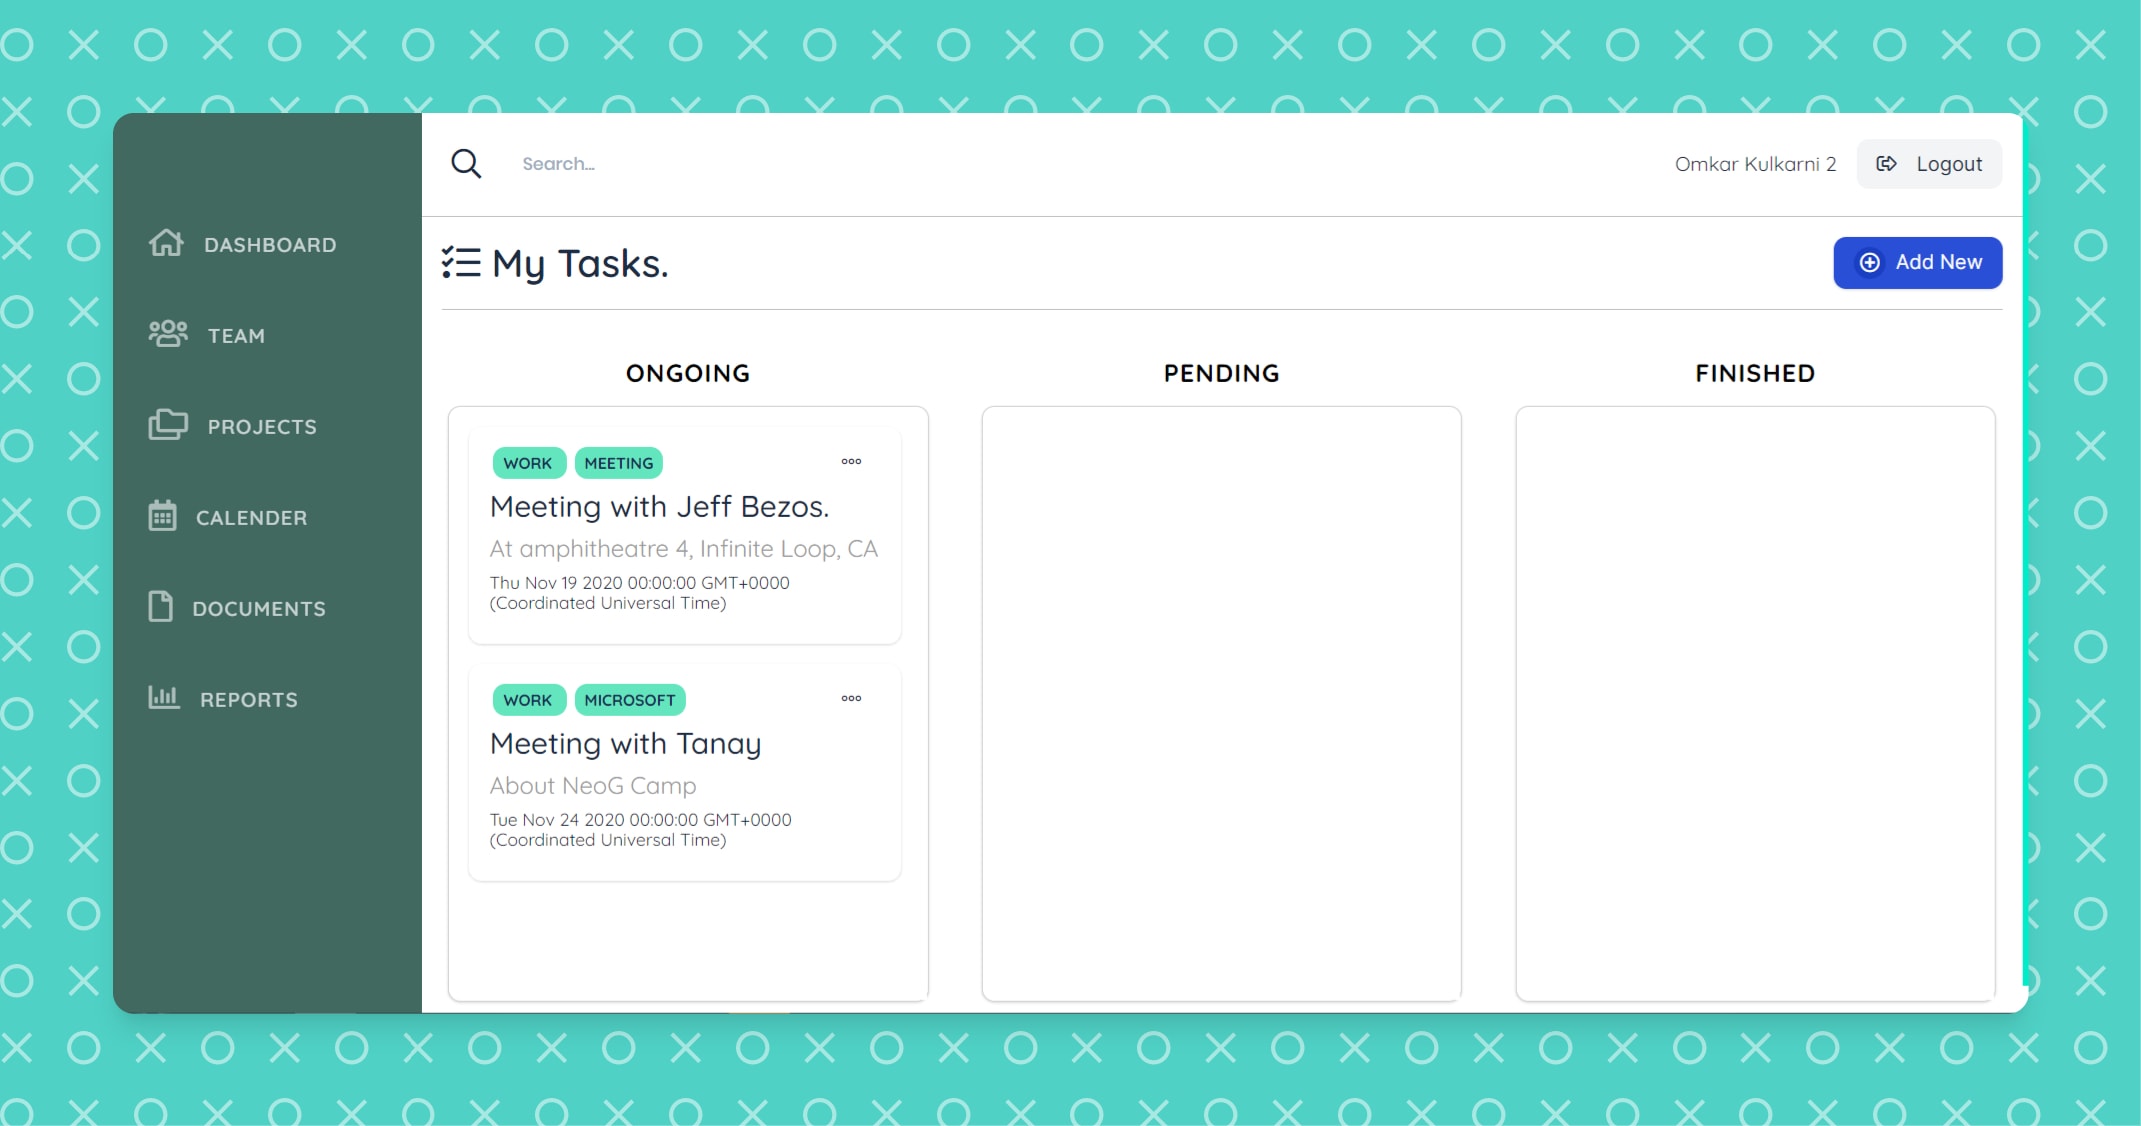 Search...
Omkar Kulkarni 2
Logout
DASHBOARD
TEAM
PROJECTS
CALENDER
DOCUMENTS
REPORTS
My Tasks.
Add New
ONGOING
WORK MEETING
Meeting with Jeff Bezos.
At amphitheatre 4, Infinite Loop, CA
Thu Nov 19 2020 00:00:00 GMT+0000
(Coordinated Universal Time)
WORK MICROSOFT
Meeting with Tanay
About NeoG Camp
Tue Nov 24 2020 00:00:00 GMT+0000
(Coordinated Universal Time)
PENDING
FINISHED